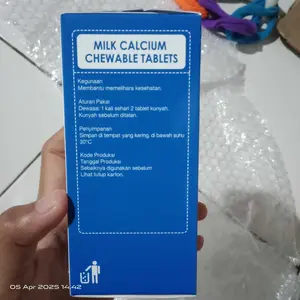 MILK CALCIUM
CHEWABLE TABLETS
Kegunaan
Membantu memelihara kesehatan.
Aturan Pakai
Dewasa: 1 kali sehari 2 tablet kunyah.
Kunyah sebelum ditelan.
Penyimpanan
Simpan di tempat yang kering, di bawah suhu
30°C
Kode Produksi
Tanggal Produksi
Sebaiknya digunakan sebelum
Lihat tutup karton.
05 Apr 2025 14:42